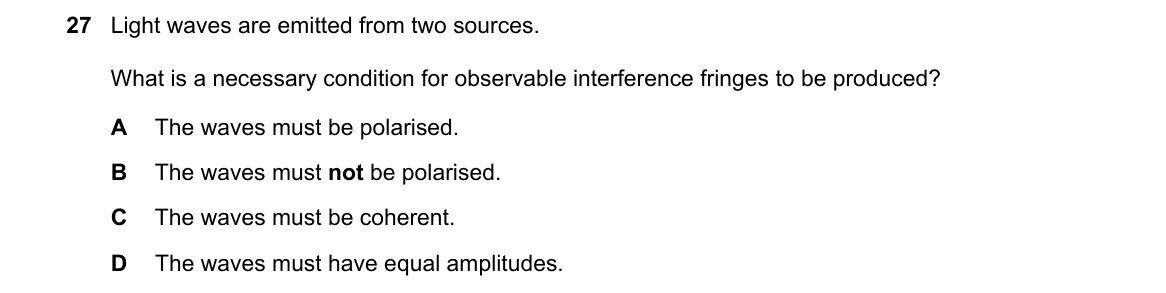 27 Light waves are emitted from two sources.
What is a necessary condition for observable interference fringes to be produced?
A The waves must be polarised.
B The waves must not be polarised.
C The waves must be coherent.
D The waves must have equal amplitudes.